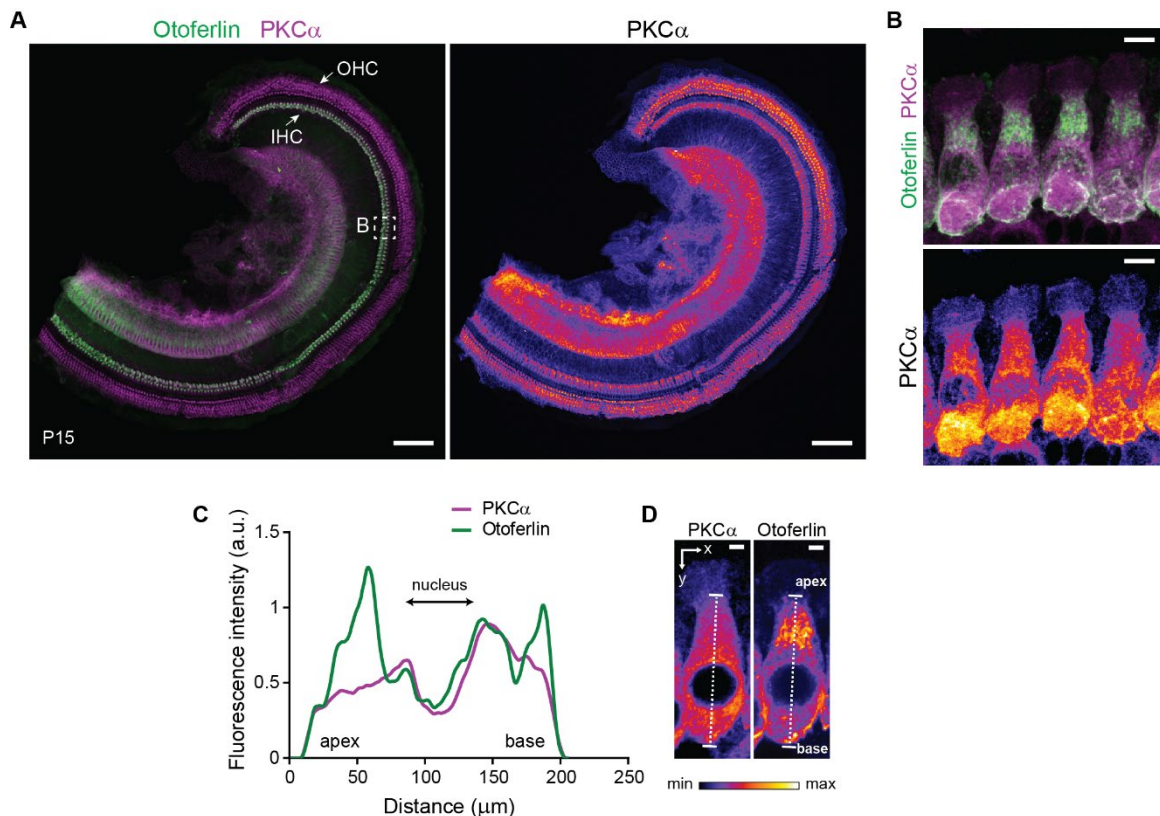 A
Otoferlin PKCα
PKCα
OHC
IHC
B
P15
B
Otoferlin PKCα
PKCα
C
PKCα
Otoferlin
Fluorescence intensity (a.u.)
1.5
1
0.5
0
nucleus
apex
base
0 50 100 150 200 250
Distance (μm)
D
PKCα Otoferlin
x
y
apex
base
min max